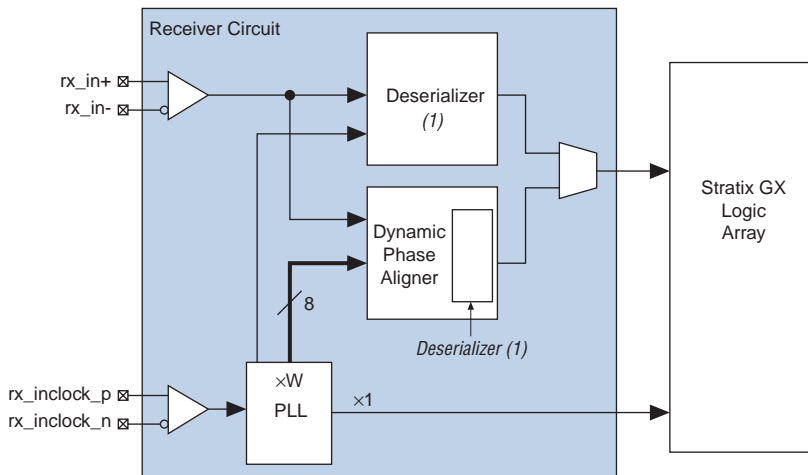 Receiver Circuit
rx_in+
rx_in-
Deserializer
(1)
Stratix GX
Logic
Array
Dynamic
Phase
Aligner
8
Deserializer (1)
rx_inclock_p
rx_inclock_n
×W
PLL
×1